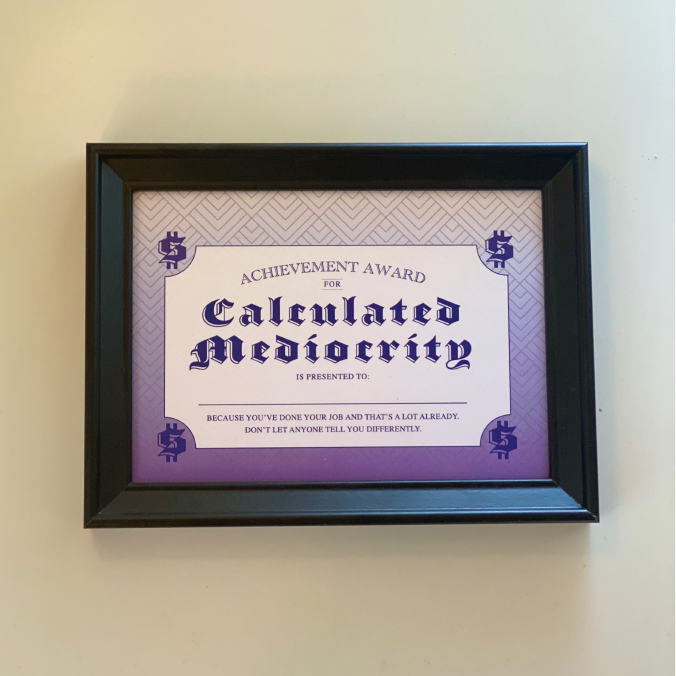 $ $
ACHIEVEMENT AWARD
FOR
Calculated
Mediocrity
IS PRESENTED TO:
BECAUSE YOU'VE DONE YOUR JOB AND THAT'S A LOT ALREADY.
DON'T LET ANYONE TELL YOU DIFFERENTLY.
$ $